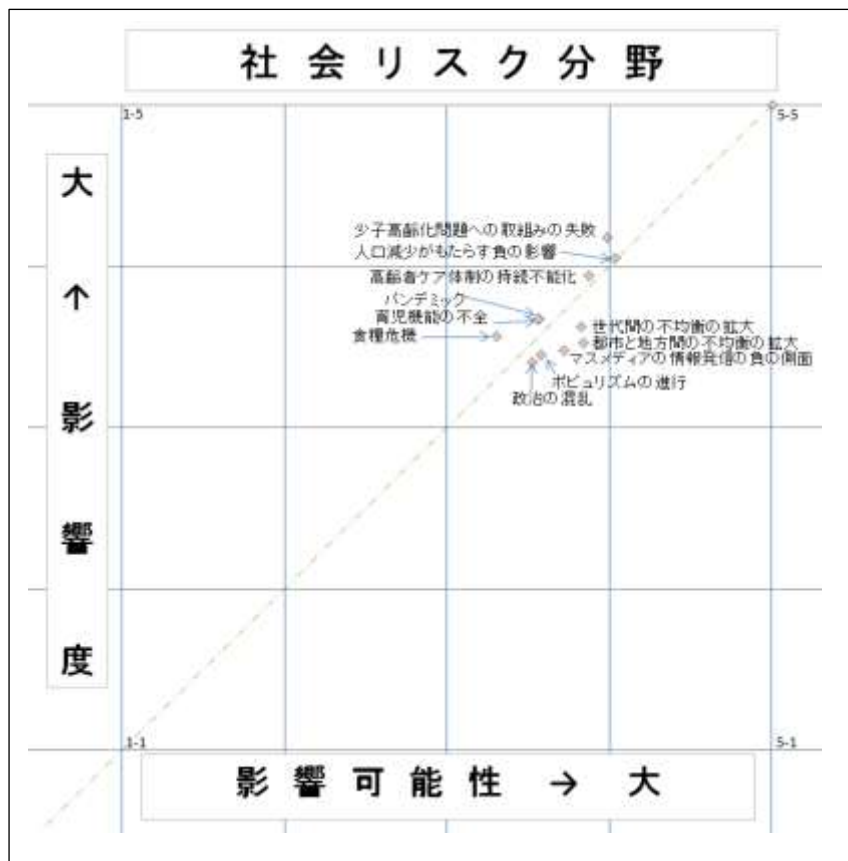 社会リスク分野
1-5
5-5
大
↑
影
響
度
少子高齢化問題への取組みの失敗
人口減少がもたらす負の影響
高齢者ケア体制の持続不能化
パンデミック
育児機能の不全
食糧危機
世代間の不均衡の拡大
都市と地方間の不均衡の拡大
マスメディアの情報発信の負の側面
ポピュリズムの進行
政治の混乱
1-1
5-1
影響可能性 → 大